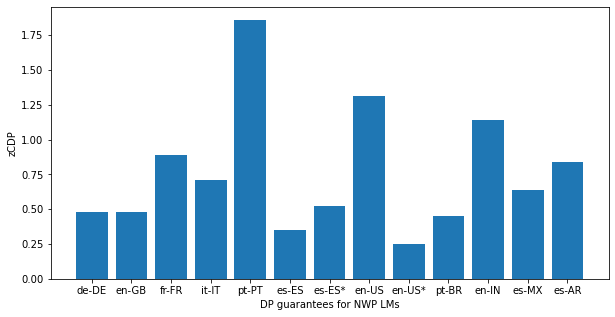 zCDP
1.75
1.50
1.25
1.00
0.75
0.50
0.25
0.00
de-DE en-GB fr-FR it-IT pt-PT es-ES es-ES* en-US en-US* pt-BR en-IN es-MX es-AR
DP guarantees for NWP LMs